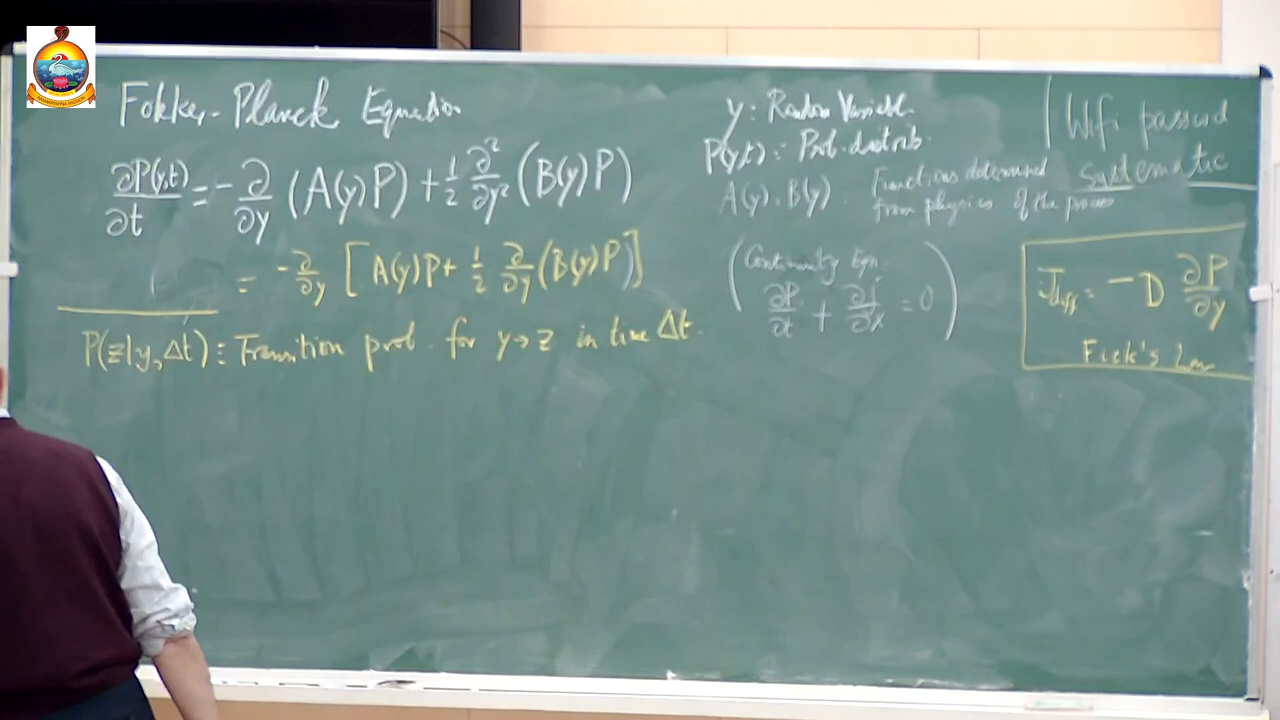 Fokker-Planck Equation
∂P(y,t)/∂t = -∂/∂y (A(y)P) + 1/2 ∂²/∂y² (B(y)P)
= -∂/∂y [A(y)P + 1/2 ∂/∂y (B(y)P)]
P(z|y,Δt) ≡ Transition prob. for y→z in time Δt.
y: Random Variable
P(y,t): Prob. distrib.
A(y), B(y) Functions determined
from physics of the process
(Continuity Eqn.
∂P/∂t + ∂j/∂x = 0)
Wifi passwd
systematic
J_diff = -D ∂P/∂y
Fick's Law